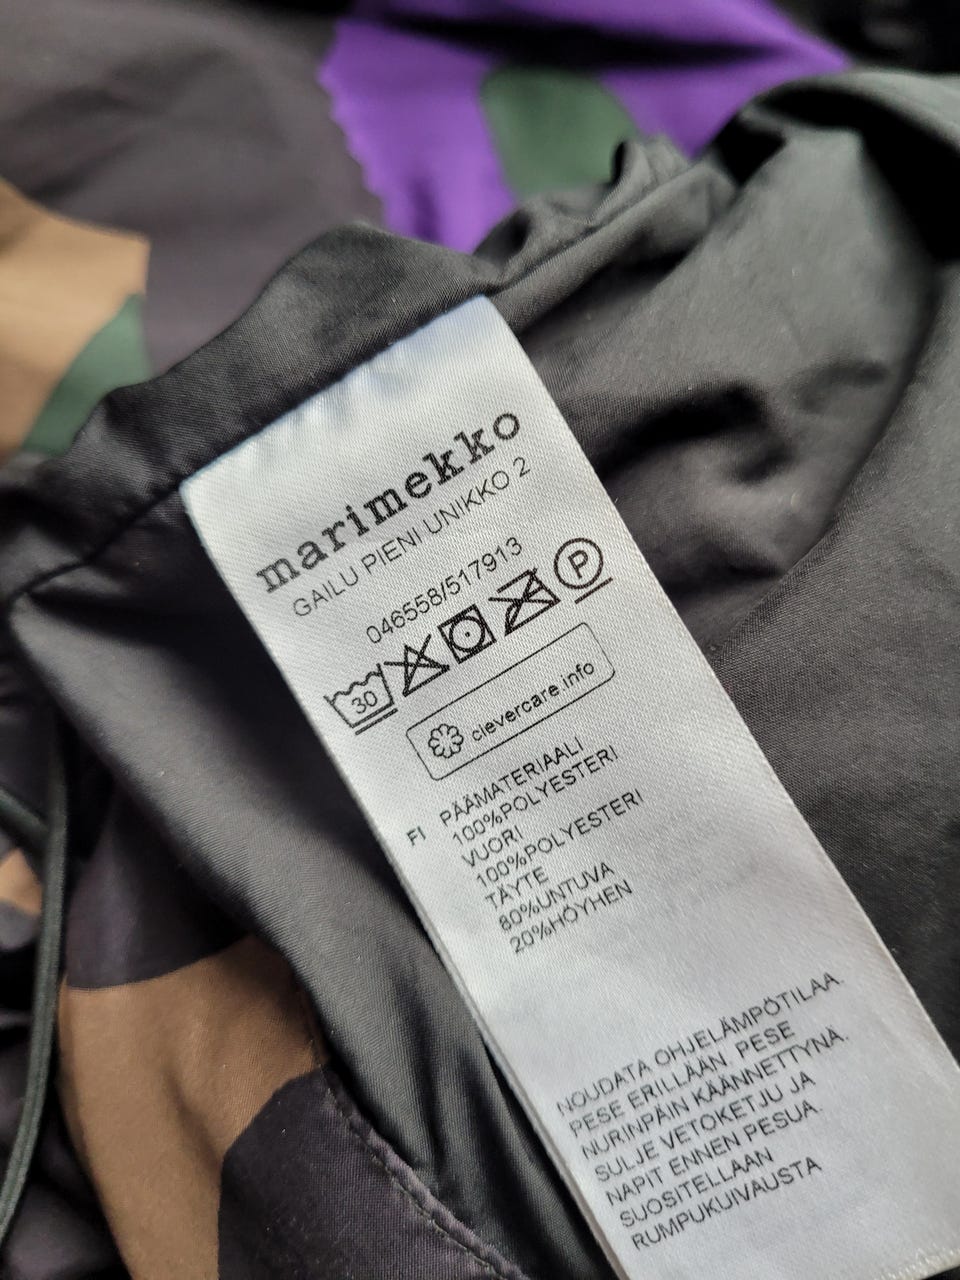 marimekko
GAILU PIENI UNIKKO 2
046558/517913
30 P
clevercare.info
FI PÄÄMATERIAALI
100%POLYESTERI
VUORI
100%POLYESTERI
TÄYTE
80%UNTUVA
20%HÖYHEN
NOUDATA OHJELÄMPÖTILAA.
PESE ERILLÄÄN. PESE
NURINPÄIN KÄÄNNETTYNÄ.
SULJE VETOKETJU JA
NAPIT ENNEN PESUA.
SUOSITELLAAN
RUMPUKUIVAUSTA